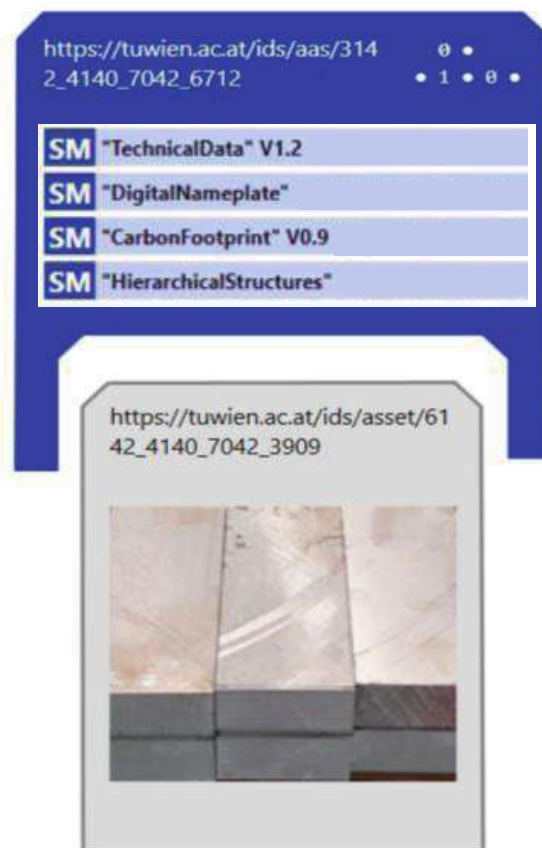 https://tuwien.ac.at/ids/aas/314
2_4140_7042_6712
0 •
• 1 • 0 •
SM "TechnicalData" V1.2
SM "DigitalNameplate"
SM "CarbonFootprint" V0.9
SM "HierarchicalStructures"
https://tuwien.ac.at/ids/asset/61
42_4140_7042_3909